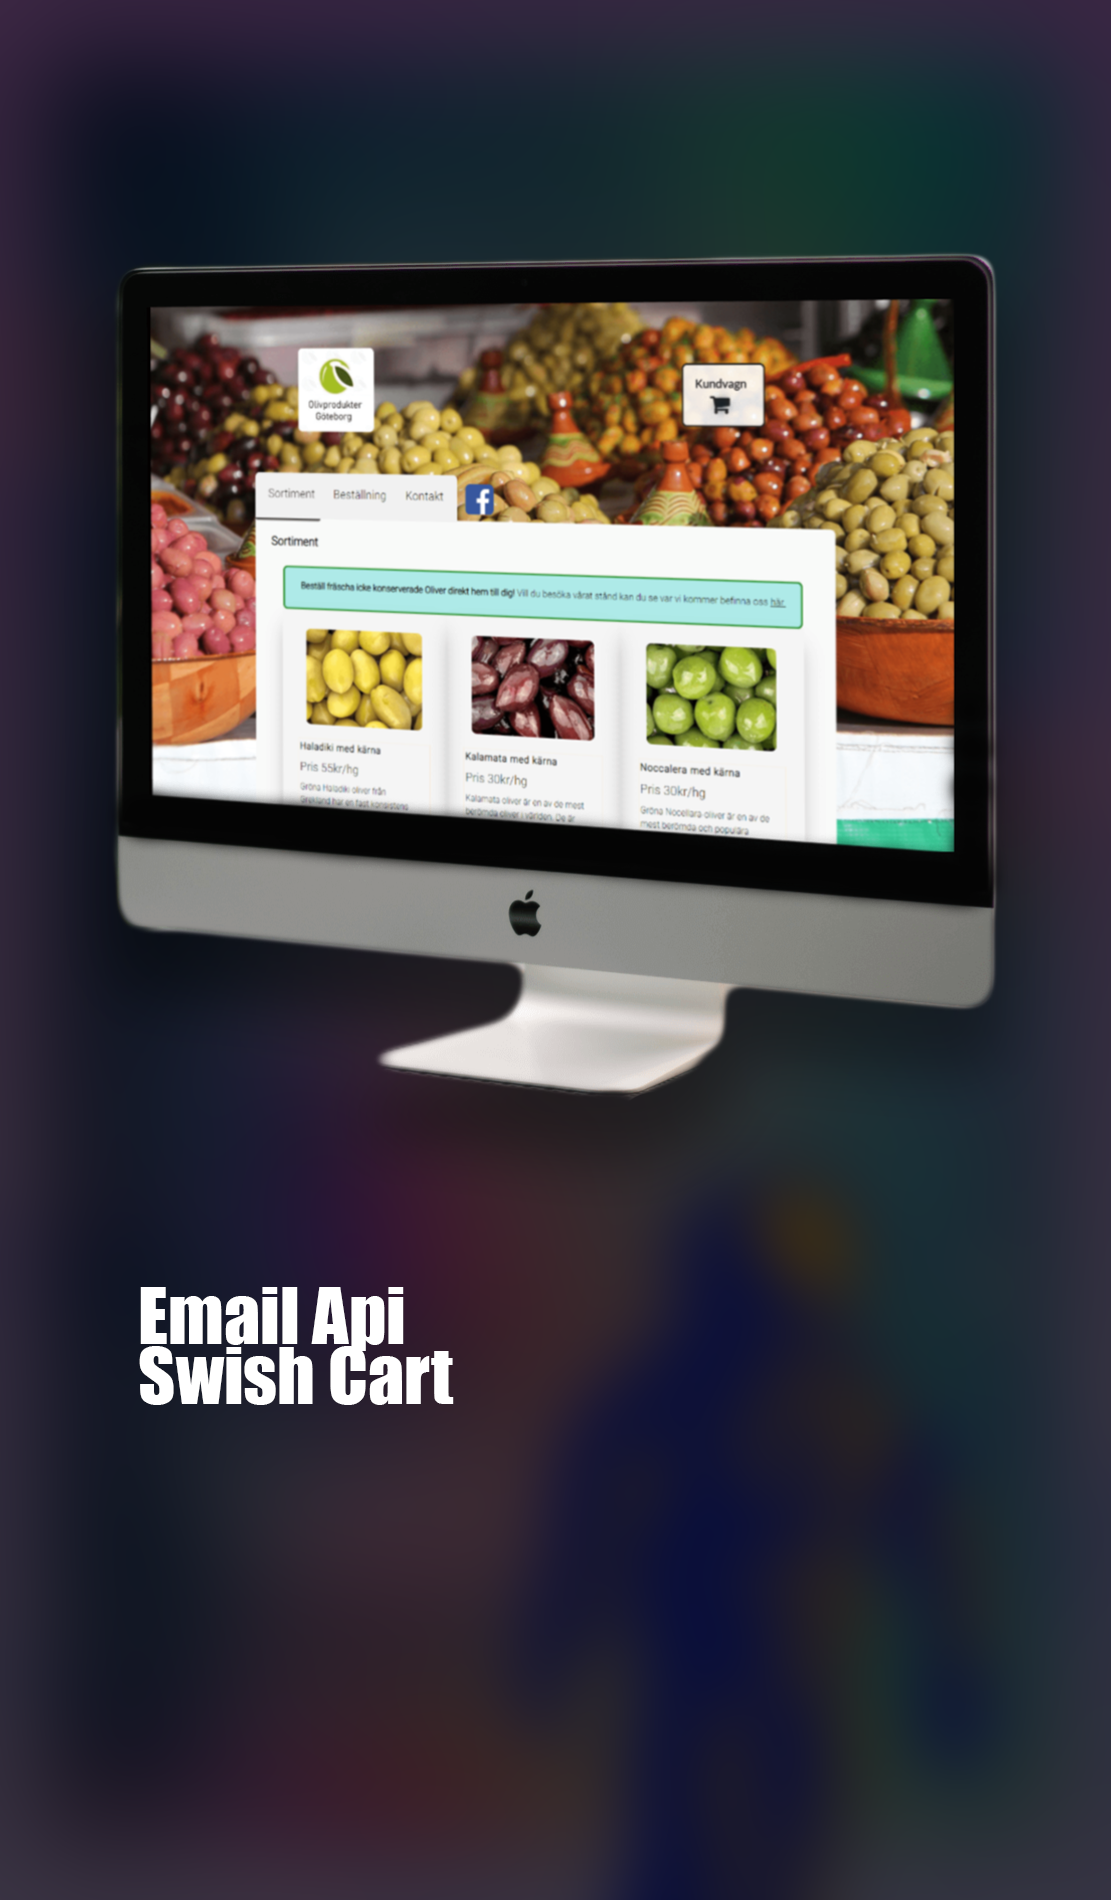 Olivprodukter
Göteborg
Kundvagn
Sortiment Beställning Kontakt
Sortiment
Beställ fräscha icke konserverade Oliver direkt hem till dig! Vill du besöka vårat stånd kan du se var vi kommer befinna oss här.
Haladiki med kärna
Pris 55kr/hg
Gröna Haladiki oliver från
Grekland har en fast konsistens
Kalamata med kärna
Pris 30kr/hg
Kalamata oliver är en av de mest
berömda oliver i världen. De är
Noccalera med kärna
Pris 30kr/hg
Gröna Nocellara oliver är en av de
mest berömda och populära
Email Api
Swish Cart